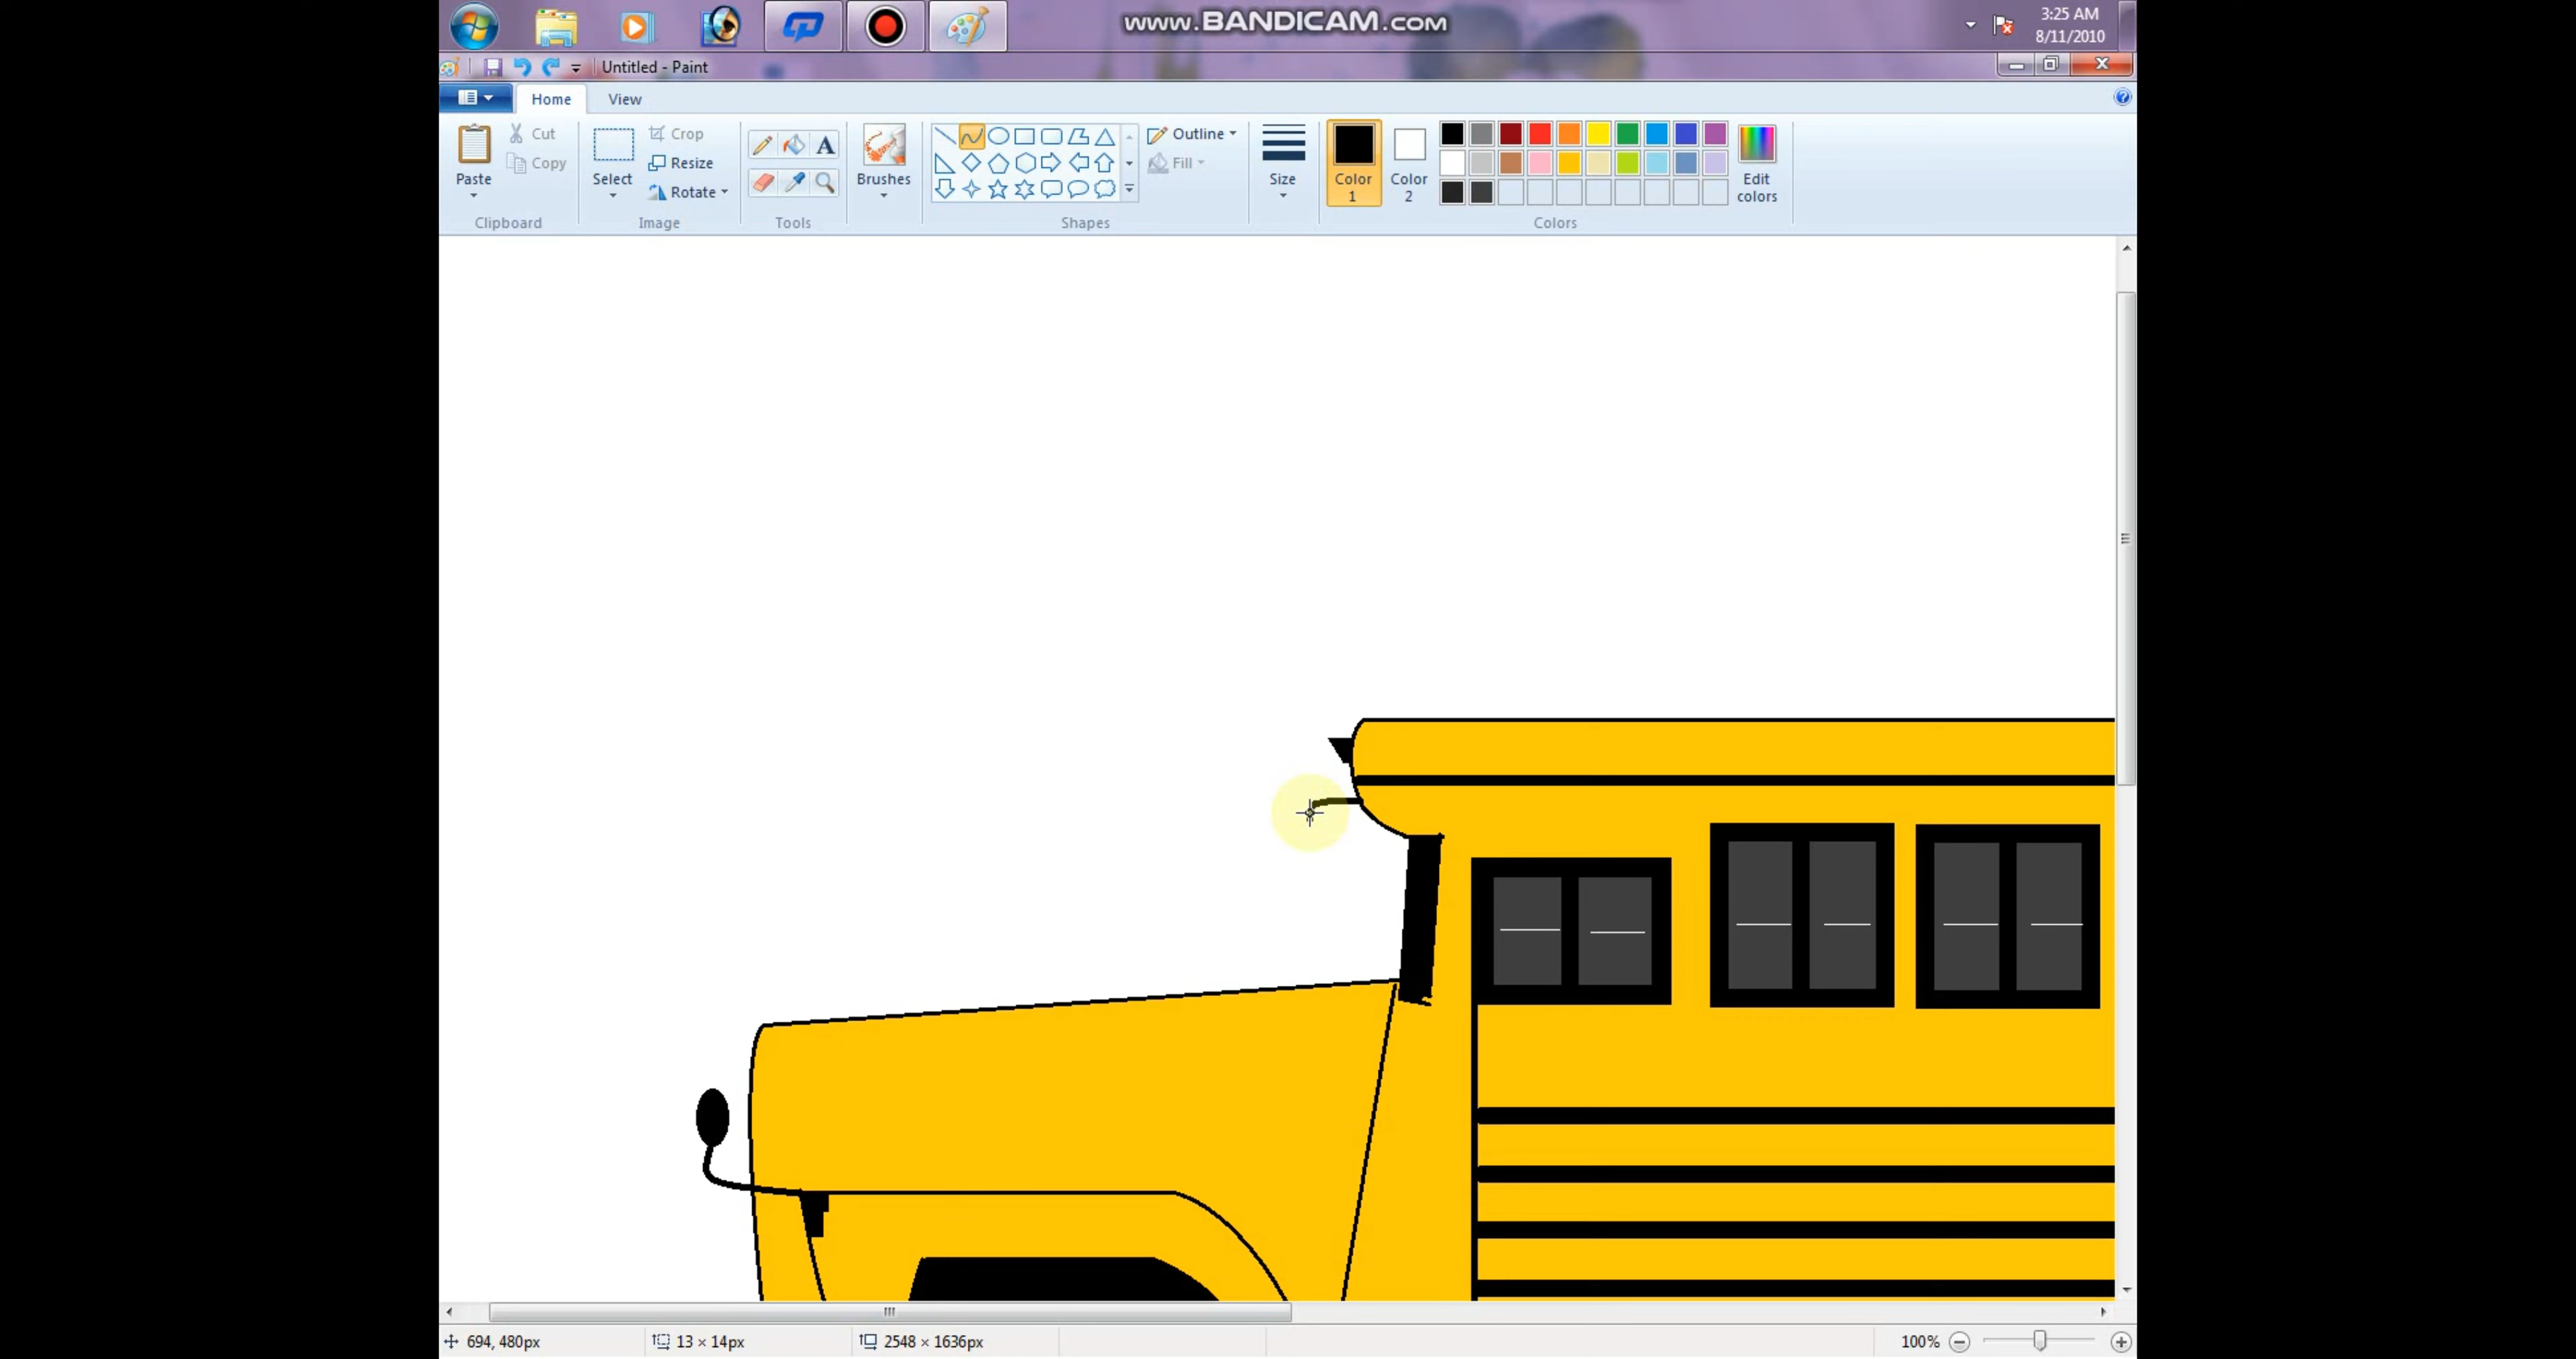 www.BANDICAM.com
3:25 AM
8/11/2010
Untitled - Paint
Home
View
Paste
Cut
Copy
Clipboard
Select
Crop
Resize
Rotate
Image
A
Tools
Brushes
Outline
Fill
Shapes
Size
Color
1
Color
2
Edit
colors
Colors
694, 480px
13 × 14px
2548 × 1636px
100%